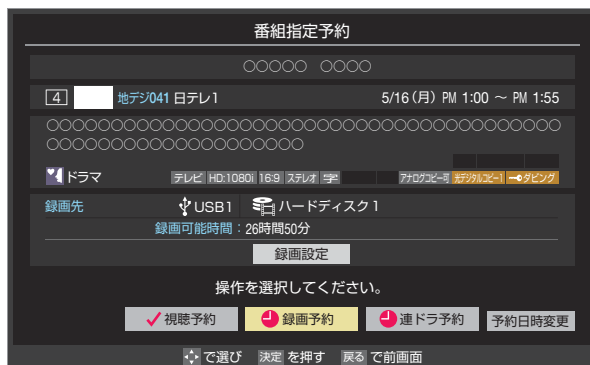 番組指定予約
○○○○○ ○○○○
4 地デジ041 日テレ1 5/16(月) PM 1:00 ～ PM 1:55
○○○○○○○○○○○○○○○○○○○○○○○○○○○○○○
○○○○○○○○○○○○○○○
ドラマ テレビ HD:1080i 16:9 ステレオ 字 アナログコピー可 光デジタルコピー1 ダビング
録画先 USB1 ハードディスク1
録画可能時間：26時間50分
録画設定
操作を選択してください。
視聴予約 録画予約 連ドラ予約 予約日時変更
で選び 決定 を押す 戻る で前画面